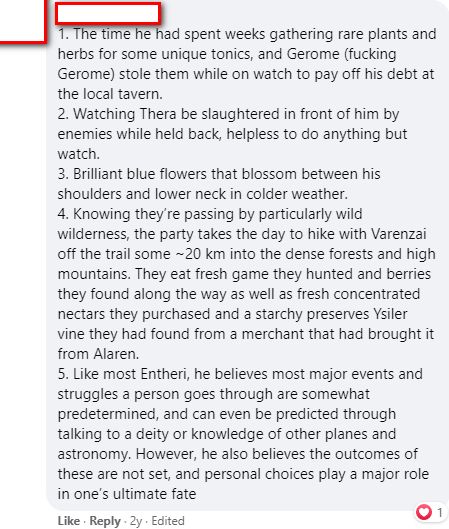 1. The time he had spent weeks gathering rare plants and
herbs for some unique tonics, and Gerome (fucking
Gerome) stole them while on watch to pay off his debt at
the local tavern.
2. Watching Thera be slaughtered in front of him by
enemies while held back, helpless to do anything but
watch.
3. Brilliant blue flowers that blossom between his
shoulders and lower neck in colder weather.
4. Knowing they’re passing by particularly wild
wilderness, the party takes the day to hike with Varenzai
off the trail some ~20 km into the dense forests and high
mountains. They eat fresh game they hunted and berries
they found along the way as well as fresh concentrated
nectars they purchased and a starchy preserves Ysiler
vine they had found from a merchant that had brought it
from Alaren.
5. Like most Entheri, he believes most major events and
struggles a person goes through are somewhat
predetermined, and can even be predicted through
talking to a deity or knowledge of other planes and
astronomy. However, he also believes the outcomes of
these are not set, and personal choices play a major role
in one’s ultimate fate
1
Like · Reply · 2y · Edited